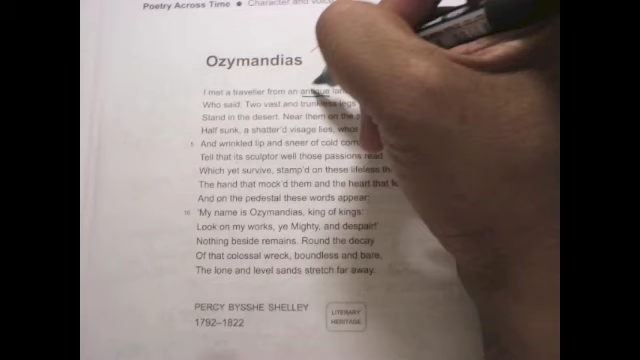 Poetry Across Time ● Character and voice
Ozymandias
I met a traveller from an antique
Who said: Two vast and trunkless legs
Stand in the desert. Near them on the
Half sunk, a shatter'd visage lies,
5 And wrinkled lip and sneer of cold
Tell that its sculptor well those passions read
Which yet survive, stamp'd on these lifeless
The hand that mock'd them and the heart that
And on the pedestal these words appear:
10 'My name is Ozymandias, king of kings:
Look on my works, ye Mighty, and despair!'
Nothing beside remains. Round the decay
Of that colossal wreck, boundless and bare,
The lone and level sands stretch far away.
PERCY BYSSHE SHELLEY
1792–1822
LITERARY
HERITAGE